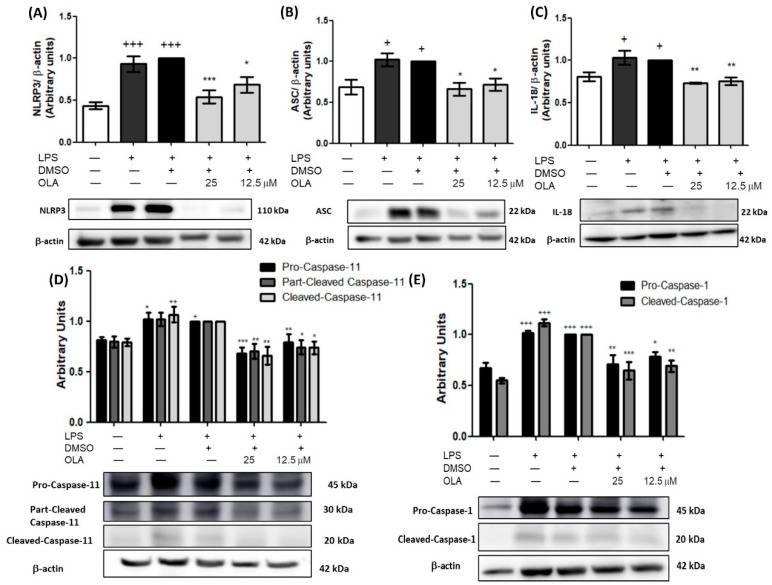 (A)
NLRP3/ β-actin
(Arbitrary units)
1.5
1.0
0.5
0.0
+++ +++ *** *
LPS — + + + +
DMSO + + +
OLA 25 12.5 μM
NLRP3 110 kDa
β-actin 42 kDa
(B)
ASC/ β-actin
(Arbitrary units)
1.5
1.0
0.5
0.0
+ + * *
LPS — + + + +
DMSO + + +
OLA 25 12.5 μM
ASC 22 kDa
β-actin 42 kDa
(C)
IL-18/ β-actin
(Arbitrary units)
1.5
1.0
0.5
0.0
+ + ** **
LPS — + + + +
DMSO + + +
OLA 25 12.5 μM
IL-18 22 kDa
β-actin 42 kDa
(D)
Pro-Caspase-11
Part-Cleaved Caspase-11
Cleaved-Caspase-11
Arbitrary Units
1.5
1.0
0.5
0.0
+ ++ + *** ** ** ** * *
LPS — + + + +
DMSO + + +
OLA 25 12.5 μM
Pro-Caspase-11 45 kDa
Part-Cleaved
Caspase-11 30 kDa
Cleaved-Caspase-11 20 kDa
β-actin 42 kDa
(E)
Pro-Caspase-1
Cleaved-Caspase-1
Arbitrary Units
1.5
1.0
0.5
0.0
+++ +++ +++ +++ ** *** * **
LPS — + + + +
DMSO + + +
OLA 25 12.5 μM
Pro-Caspase-1 45 kDa
Cleaved-Caspase-1 20 kDa
β-actin 42 kDa